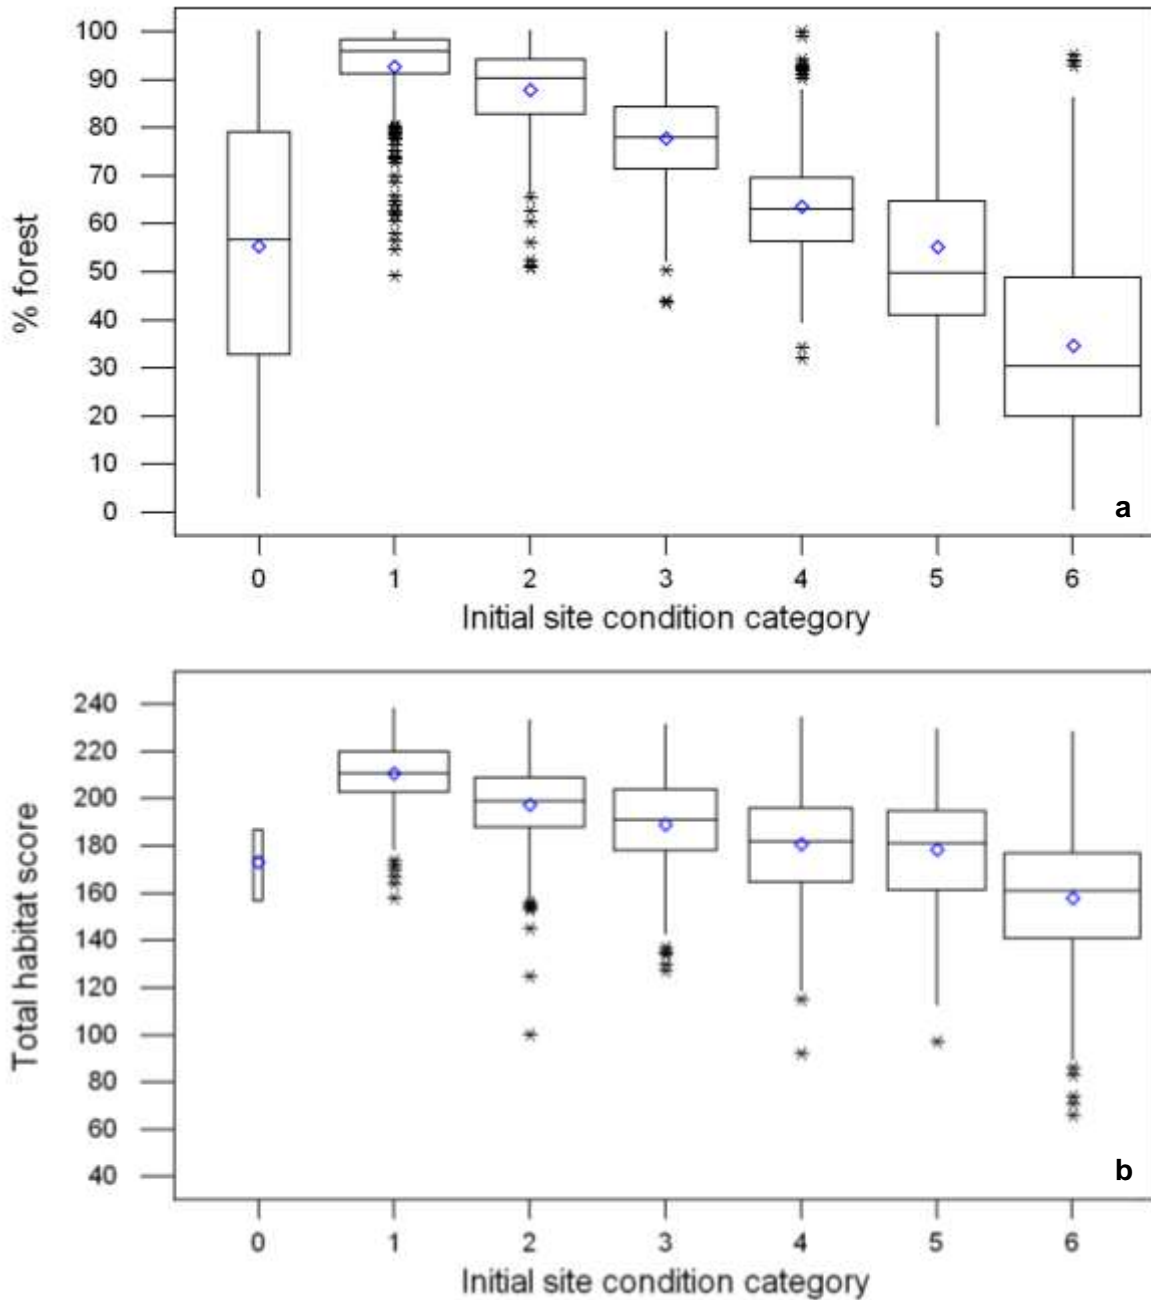 100
90
80
70
60
50
40
30
20
10
0
% forest
a
0 1 2 3 4 5 6
Initial site condition category
240
220
200
180
160
140
120
100
80
60
40
Total habitat score
b
0 1 2 3 4 5 6
Initial site condition category